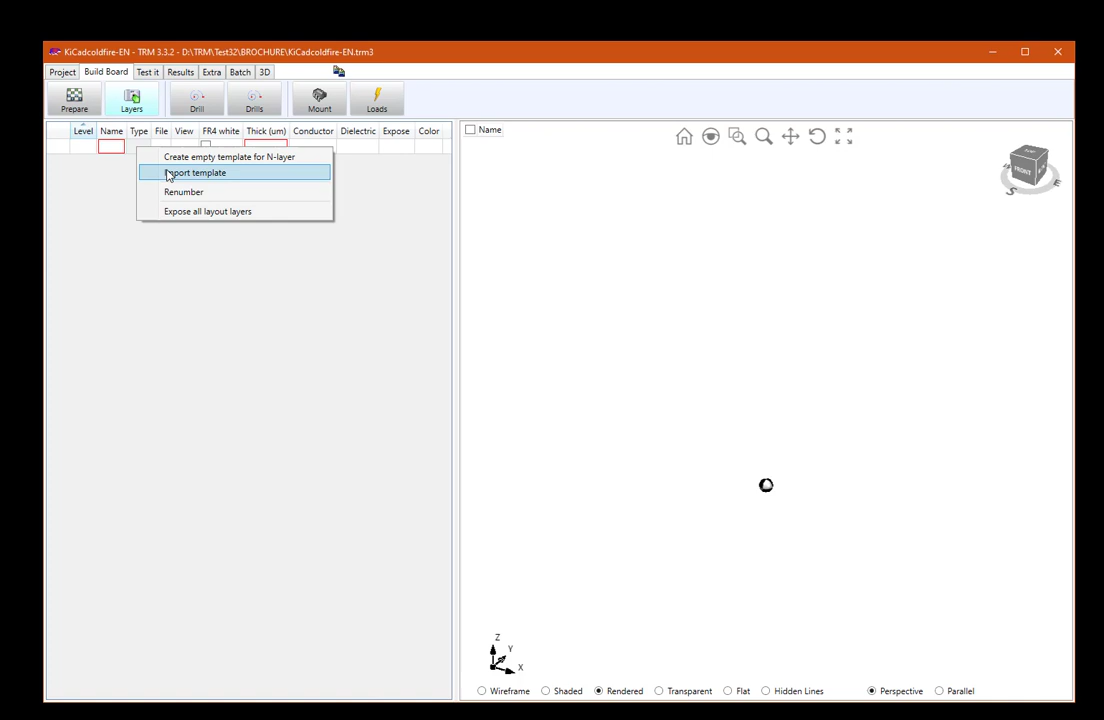 KiCadcoldfire-EN - TRM 3.3.2 - D:\TRM\Test32\BROCHURE\KiCadcoldfire-EN.trm3
Project Build Board Test it Results Extra Batch 3D
Prepare Layers Drill Drills Mount Loads
Level Name Type File View FR4 white Thick (um) Conductor Dielectric Expose Color
Name
Create empty template for N-layer
Import template
Renumber
Expose all layout layers
FRONT
S E
Z
Y
X
Wireframe Shaded Rendered Transparent Flat Hidden Lines Perspective Parallel